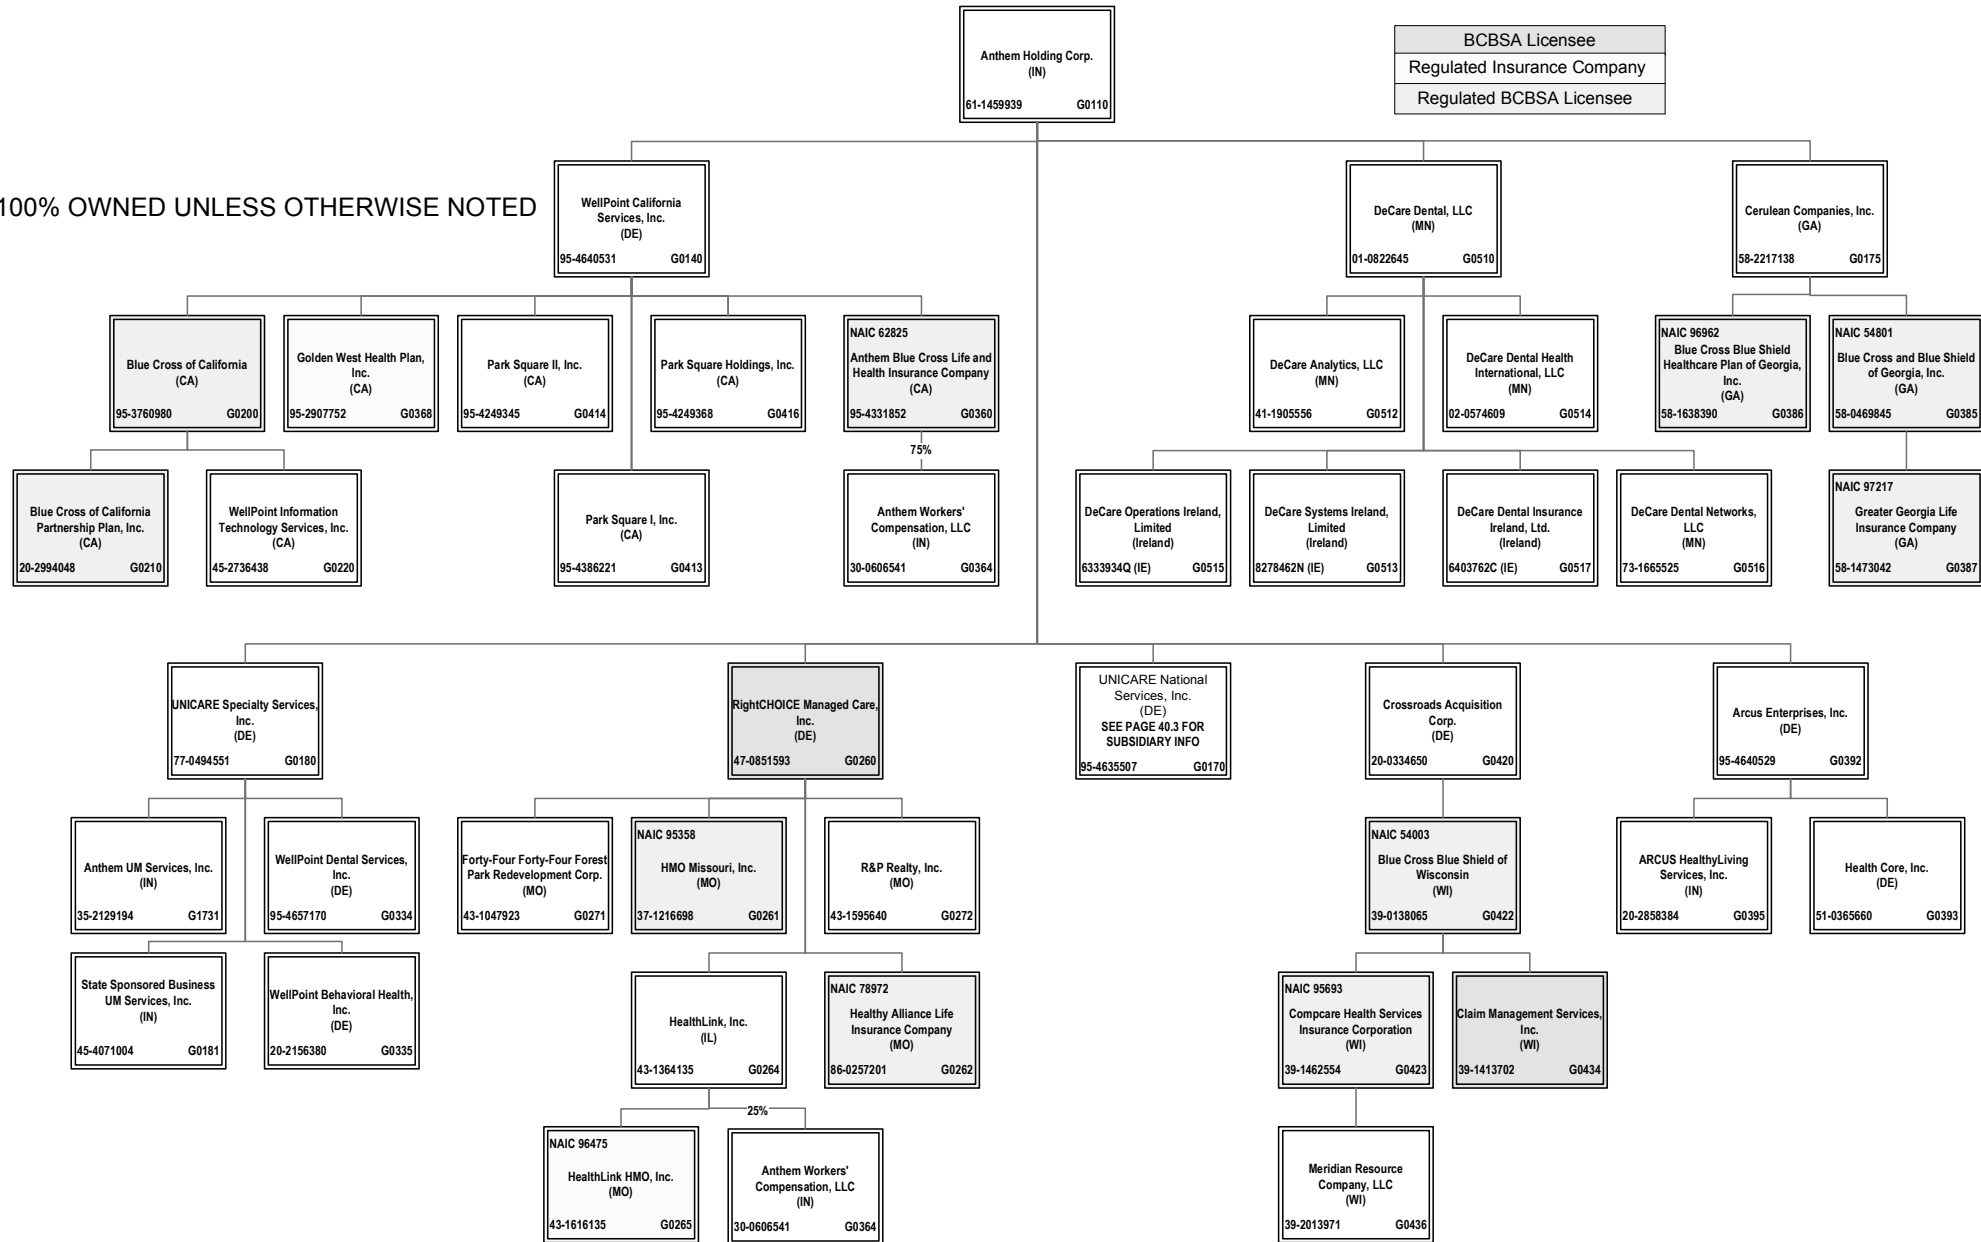 Anthem Holding Corp.
(IN)
61-1459939 G0110
BCBSA Licensee
Regulated Insurance Company
Regulated BCBSA Licensee
100% OWNED UNLESS OTHERWISE NOTED
WellPoint California
Services, Inc.
(DE)
95-4640531 G0140
DeCare Dental, LLC
(MN)
01-0822645 G0510
Cerulean Companies, Inc.
(GA)
58-2217138 G0175
Blue Cross of California
(CA)
95-3760980 G0200
Golden West Health Plan,
Inc.
(CA)
95-2907752 G0368
Park Square II, Inc.
(CA)
95-4249345 G0414
Park Square Holdings, Inc.
(CA)
95-4249368 G0416
NAIC 62825
Anthem Blue Cross Life and
Health Insurance Company
(CA)
95-4331852 G0360
DeCare Analytics, LLC
(MN)
41-1905556 G0512
DeCare Dental Health
International, LLC
(MN)
02-0574609 G0514
NAIC 96962
Blue Cross Blue Shield
Healthcare Plan of Georgia,
Inc.
(GA)
58-1638390 G0386
NAIC 54801
Blue Cross and Blue Shield
of Georgia, Inc.
(GA)
58-0469845 G0385
75%
Blue Cross of California
Partnership Plan, Inc.
(CA)
20-2994048 G0210
WellPoint Information
Technology Services, Inc.
(CA)
45-2736438 G0220
Park Square I, Inc.
(CA)
95-4386221 G0413
Anthem Workers'
Compensation, LLC
(IN)
30-0606541 G0364
DeCare Operations Ireland,
Limited
(Ireland)
6333934Q (IE) G0515
DeCare Systems Ireland,
Limited
(Ireland)
8278462N (IE) G0513
DeCare Dental Insurance
Ireland, Ltd.
(Ireland)
6403762C (IE) G0517
DeCare Dental Networks,
LLC
(MN)
73-1665525 G0516
NAIC 97217
Greater Georgia Life
Insurance Company
(GA)
58-1473042 G0387
UNICARE Specialty Services,
Inc.
(DE)
77-0494551 G0180
RightCHOICE Managed Care,
Inc.
(DE)
47-0851593 G0260
UNICARE National
Services, Inc.
(DE)
SEE PAGE 40.3 FOR
SUBSIDIARY INFO
95-4635507 G0170
Crossroads Acquisition
Corp.
(DE)
20-0334650 G0420
Arcus Enterprises, Inc.
(DE)
95-4640529 G0392
Anthem UM Services, Inc.
(IN)
35-2129194 G1731
WellPoint Dental Services,
Inc.
(DE)
95-4657170 G0334
Forty-Four Forty-Four Forest
Park Redevelopment Corp.
(MO)
43-1047923 G0271
NAIC 95358
HMO Missouri, Inc.
(MO)
37-1216698 G0261
R&P Realty, Inc.
(MO)
43-1595640 G0272
NAIC 54003
Blue Cross Blue Shield of
Wisconsin
(WI)
39-0138065 G0422
ARCUS HealthyLiving
Services, Inc.
(IN)
20-2858384 G0395
Health Core, Inc.
(DE)
51-0365660 G0393
State Sponsored Business
UM Services, Inc.
(IN)
45-4071004 G0181
WellPoint Behavioral Health,
Inc.
(DE)
20-2156380 G0335
HealthLink, Inc.
(IL)
43-1364135 G0264
NAIC 78972
Healthy Alliance Life
Insurance Company
(MO)
86-0257201 G0262
NAIC 95693
Compcare Health Services
Insurance Corporation
(WI)
39-1462554 G0423
Claim Management Services,
Inc.
(WI)
39-1413702 G0434
25%
NAIC 96475
HealthLink HMO, Inc.
(MO)
43-1616135 G0265
Anthem Workers'
Compensation, LLC
(IN)
30-0606541 G0364
Meridian Resource
Company, LLC
(WI)
39-2013971 G0436